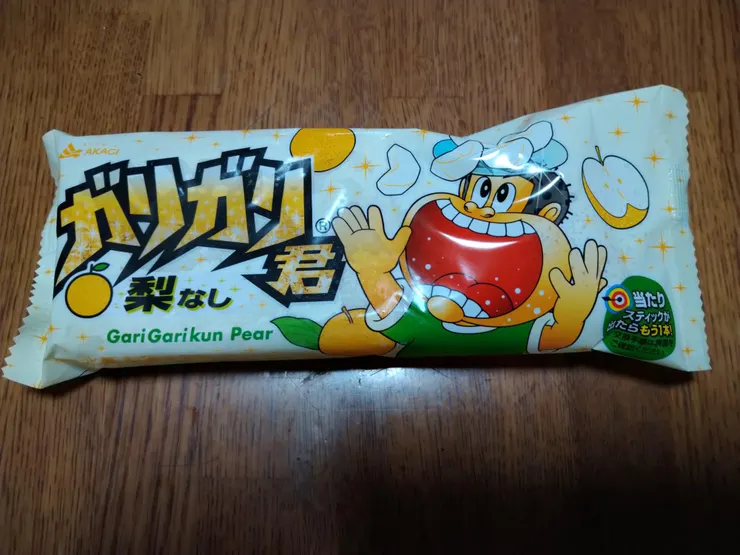 AKAGI
ガリガリ
君
®
梨なし
GariGarikun Pear
当たり
スティックが
出たらもう1本!